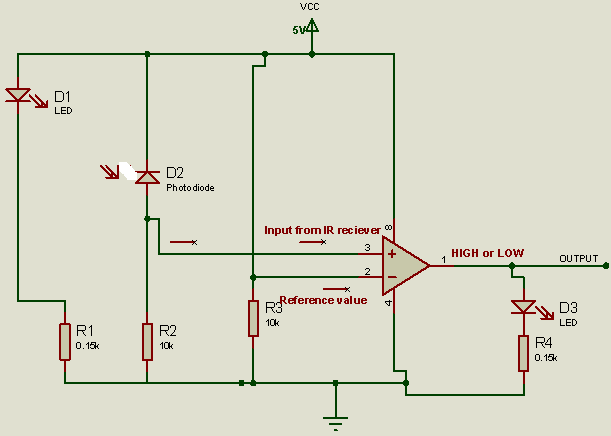 VCC
5V
D1
LED
D2
Photodiode
Input from IR reciever
8
3
+
HIGH or LOW
1
OUTPUT
2
-
Reference value
4
D3
LED
R1
0.15k
R2
10k
R3
10k
R4
0.15k